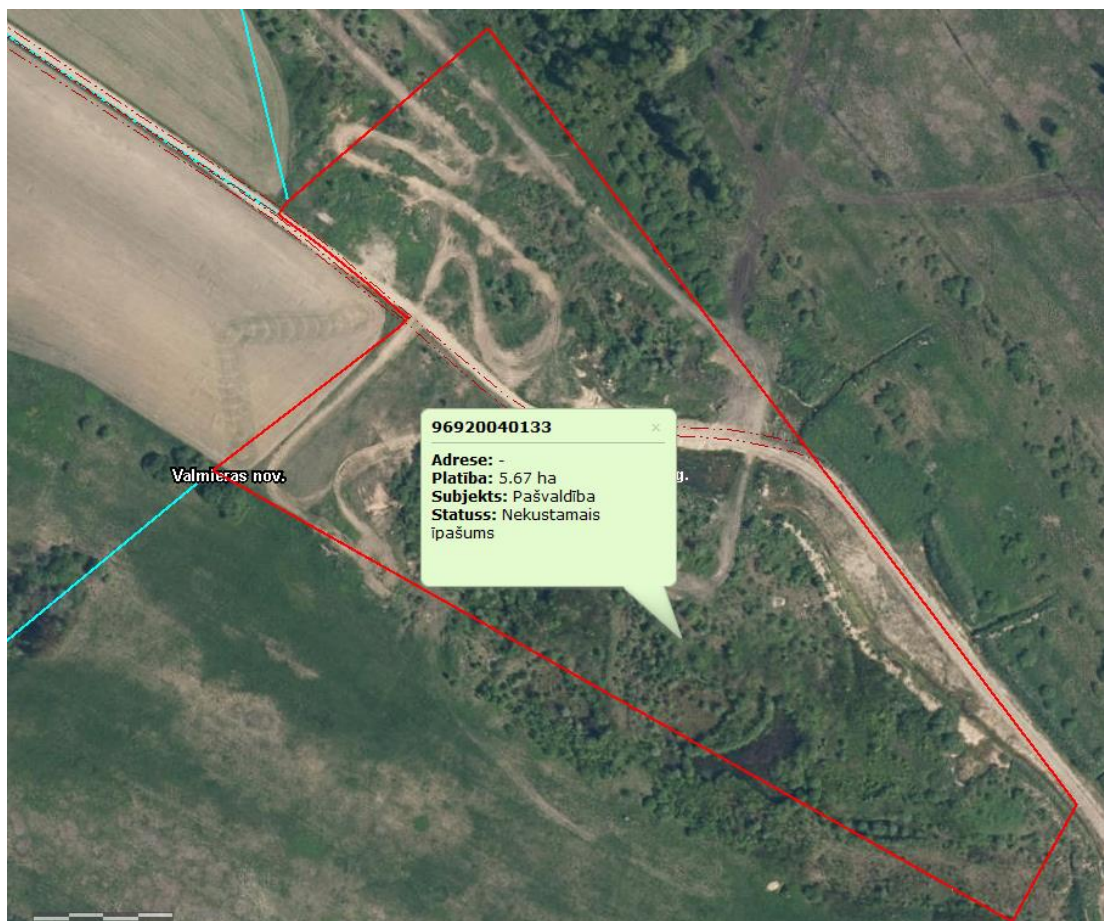 96920040133
×
Adrese: -
Platība: 5.67 ha
Valmieras nov.
g.
Subjekts: Pašvaldība
Statuss: Nekustamais
īpašums